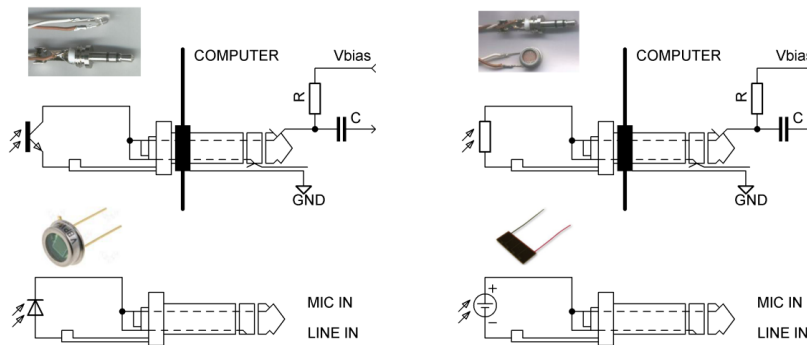 COMPUTER
Vbias
R
C
GND
COMPUTER
Vbias
R
C
GND
+
−
MIC IN
LINE IN
MIC IN
LINE IN